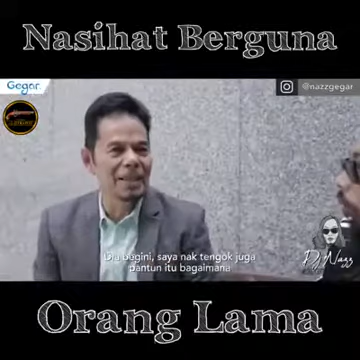 Nasihat Berguna
Gegar
@nazzgegar
Dia begini, saya nak tengok juga
pantun itu bagaimana
Dj Nazz
Orang Lama